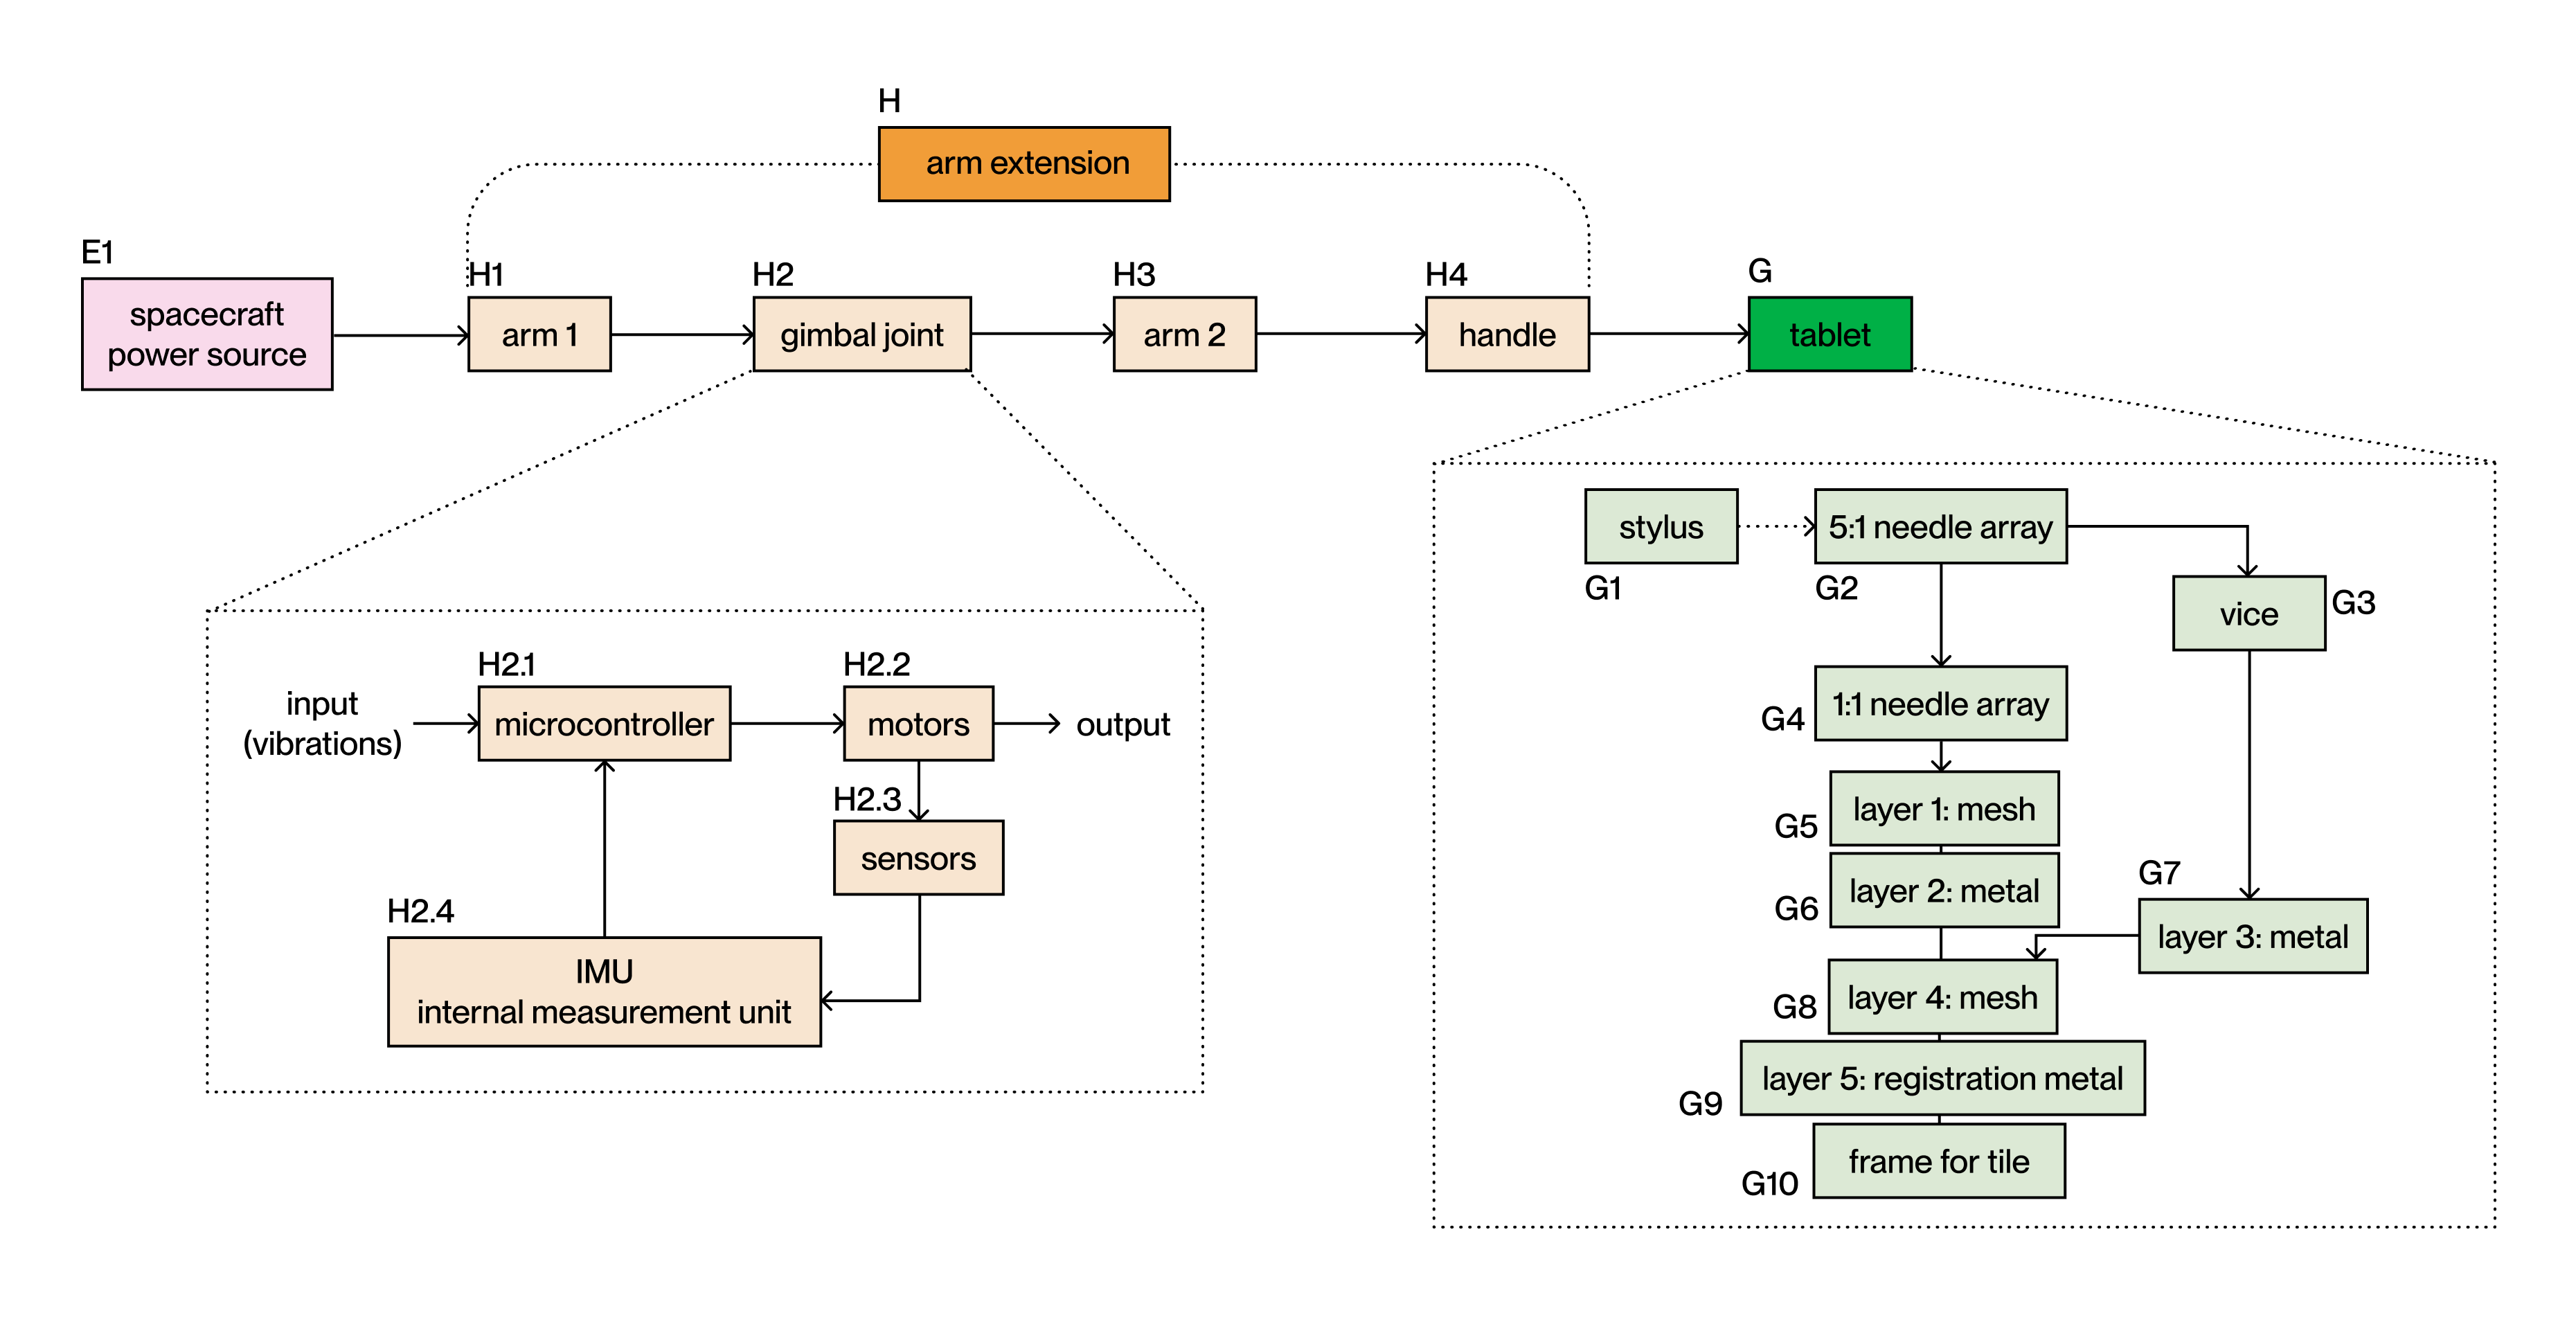 H
arm extension
E1
spacecraft
power source
H1
arm 1
H2
gimbal joint
H3
arm 2
H4
handle
G
tablet
input
(vibrations)
H2.1
microcontroller
H2.2
motors
output
H2.3
sensors
H2.4
IMU
internal measurement unit
stylus
G1
5:1 needle array
G2
vice
G3
1:1 needle array
G4
layer 1: mesh
G5
layer 2: metal
G6
G7
layer 3: metal
layer 4: mesh
G8
layer 5: registration metal
G9
frame for tile
G10